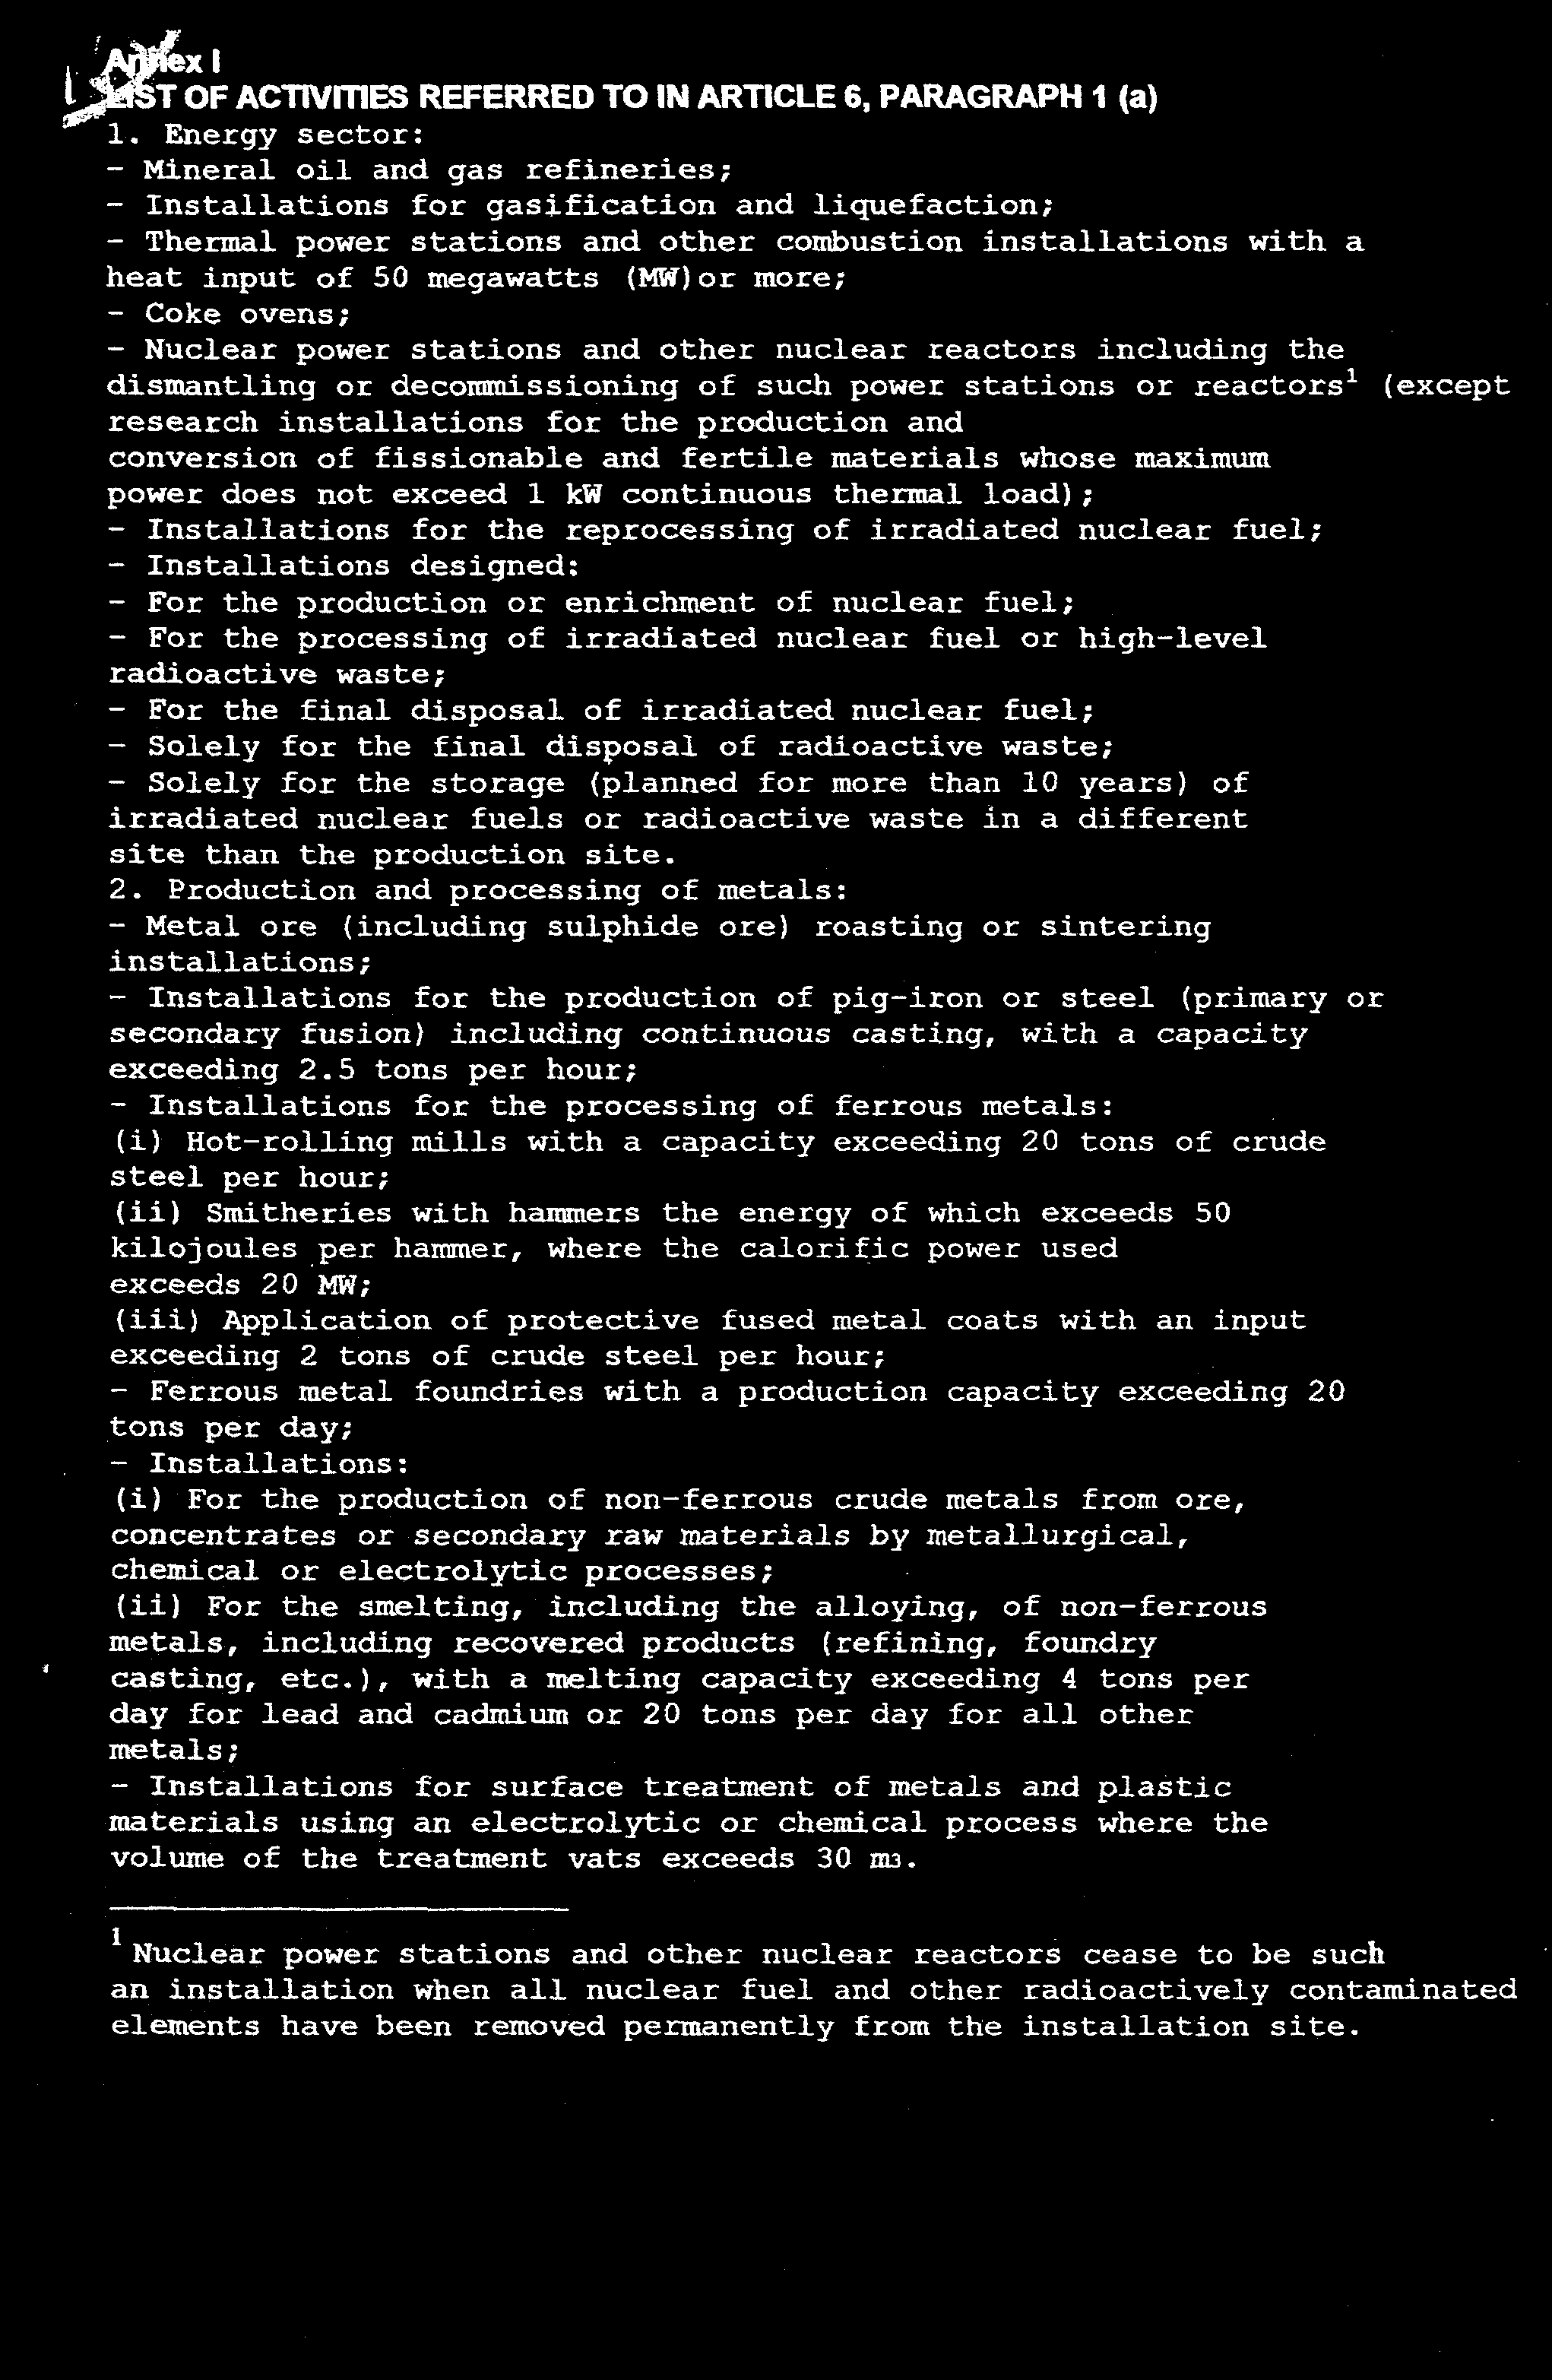 Annex I
LIST OF ACTIVITIES REFERRED TO IN ARTICLE 6, PARAGRAPH 1 (a)
1. Energy sector:
- Mineral oil and gas refineries;
- Installations for gasification and liquefaction;
- Thermal power stations and other combustion installations with a
heat input of 50 megawatts (MW)or more;
- Coke ovens;
- Nuclear power stations and other nuclear reactors including the
dismantling or decommissioning of such power stations or reactors¹ (except
research installations for the production and
conversion of fissionable and fertile materials whose maximum
power does not exceed 1 kW continuous thermal load);
- Installations for the reprocessing of irradiated nuclear fuel;
- Installations designed:
- For the production or enrichment of nuclear fuel;
- For the processing of irradiated nuclear fuel or high-level
radioactive waste;
- For the final disposal of irradiated nuclear fuel;
- Solely for the final disposal of radioactive waste;
- Solely for the storage (planned for more than 10 years) of
irradiated nuclear fuels or radioactive waste in a different
site than the production site.
2. Production and processing of metals:
- Metal ore (including sulphide ore) roasting or sintering
installations;
- Installations for the production of pig-iron or steel (primary or
secondary fusion) including continuous casting, with a capacity
exceeding 2.5 tons per hour;
- Installations for the processing of ferrous metals:
(i) Hot-rolling mills with a capacity exceeding 20 tons of crude
steel per hour;
(ii) Smitheries with hammers the energy of which exceeds 50
kilojoules per hammer, where the calorific power used
exceeds 20 MW;
(iii) Application of protective fused metal coats with an input
exceeding 2 tons of crude steel per hour;
- Ferrous metal foundries with a production capacity exceeding 20
tons per day;
- Installations:
(i) For the production of non-ferrous crude metals from ore,
concentrates or secondary raw materials by metallurgical,
chemical or electrolytic processes;
(ii) For the smelting, including the alloying, of non-ferrous
metals, including recovered products (refining, foundry
casting, etc.), with a melting capacity exceeding 4 tons per
day for lead and cadmium or 20 tons per day for all other
metals;
- Installations for surface treatment of metals and plastic
materials using an electrolytic or chemical process where the
volume of the treatment vats exceeds 30 m3.
¹ Nuclear power stations and other nuclear reactors cease to be such
an installation when all nuclear fuel and other radioactively contaminated
elements have been removed permanently from the installation site.